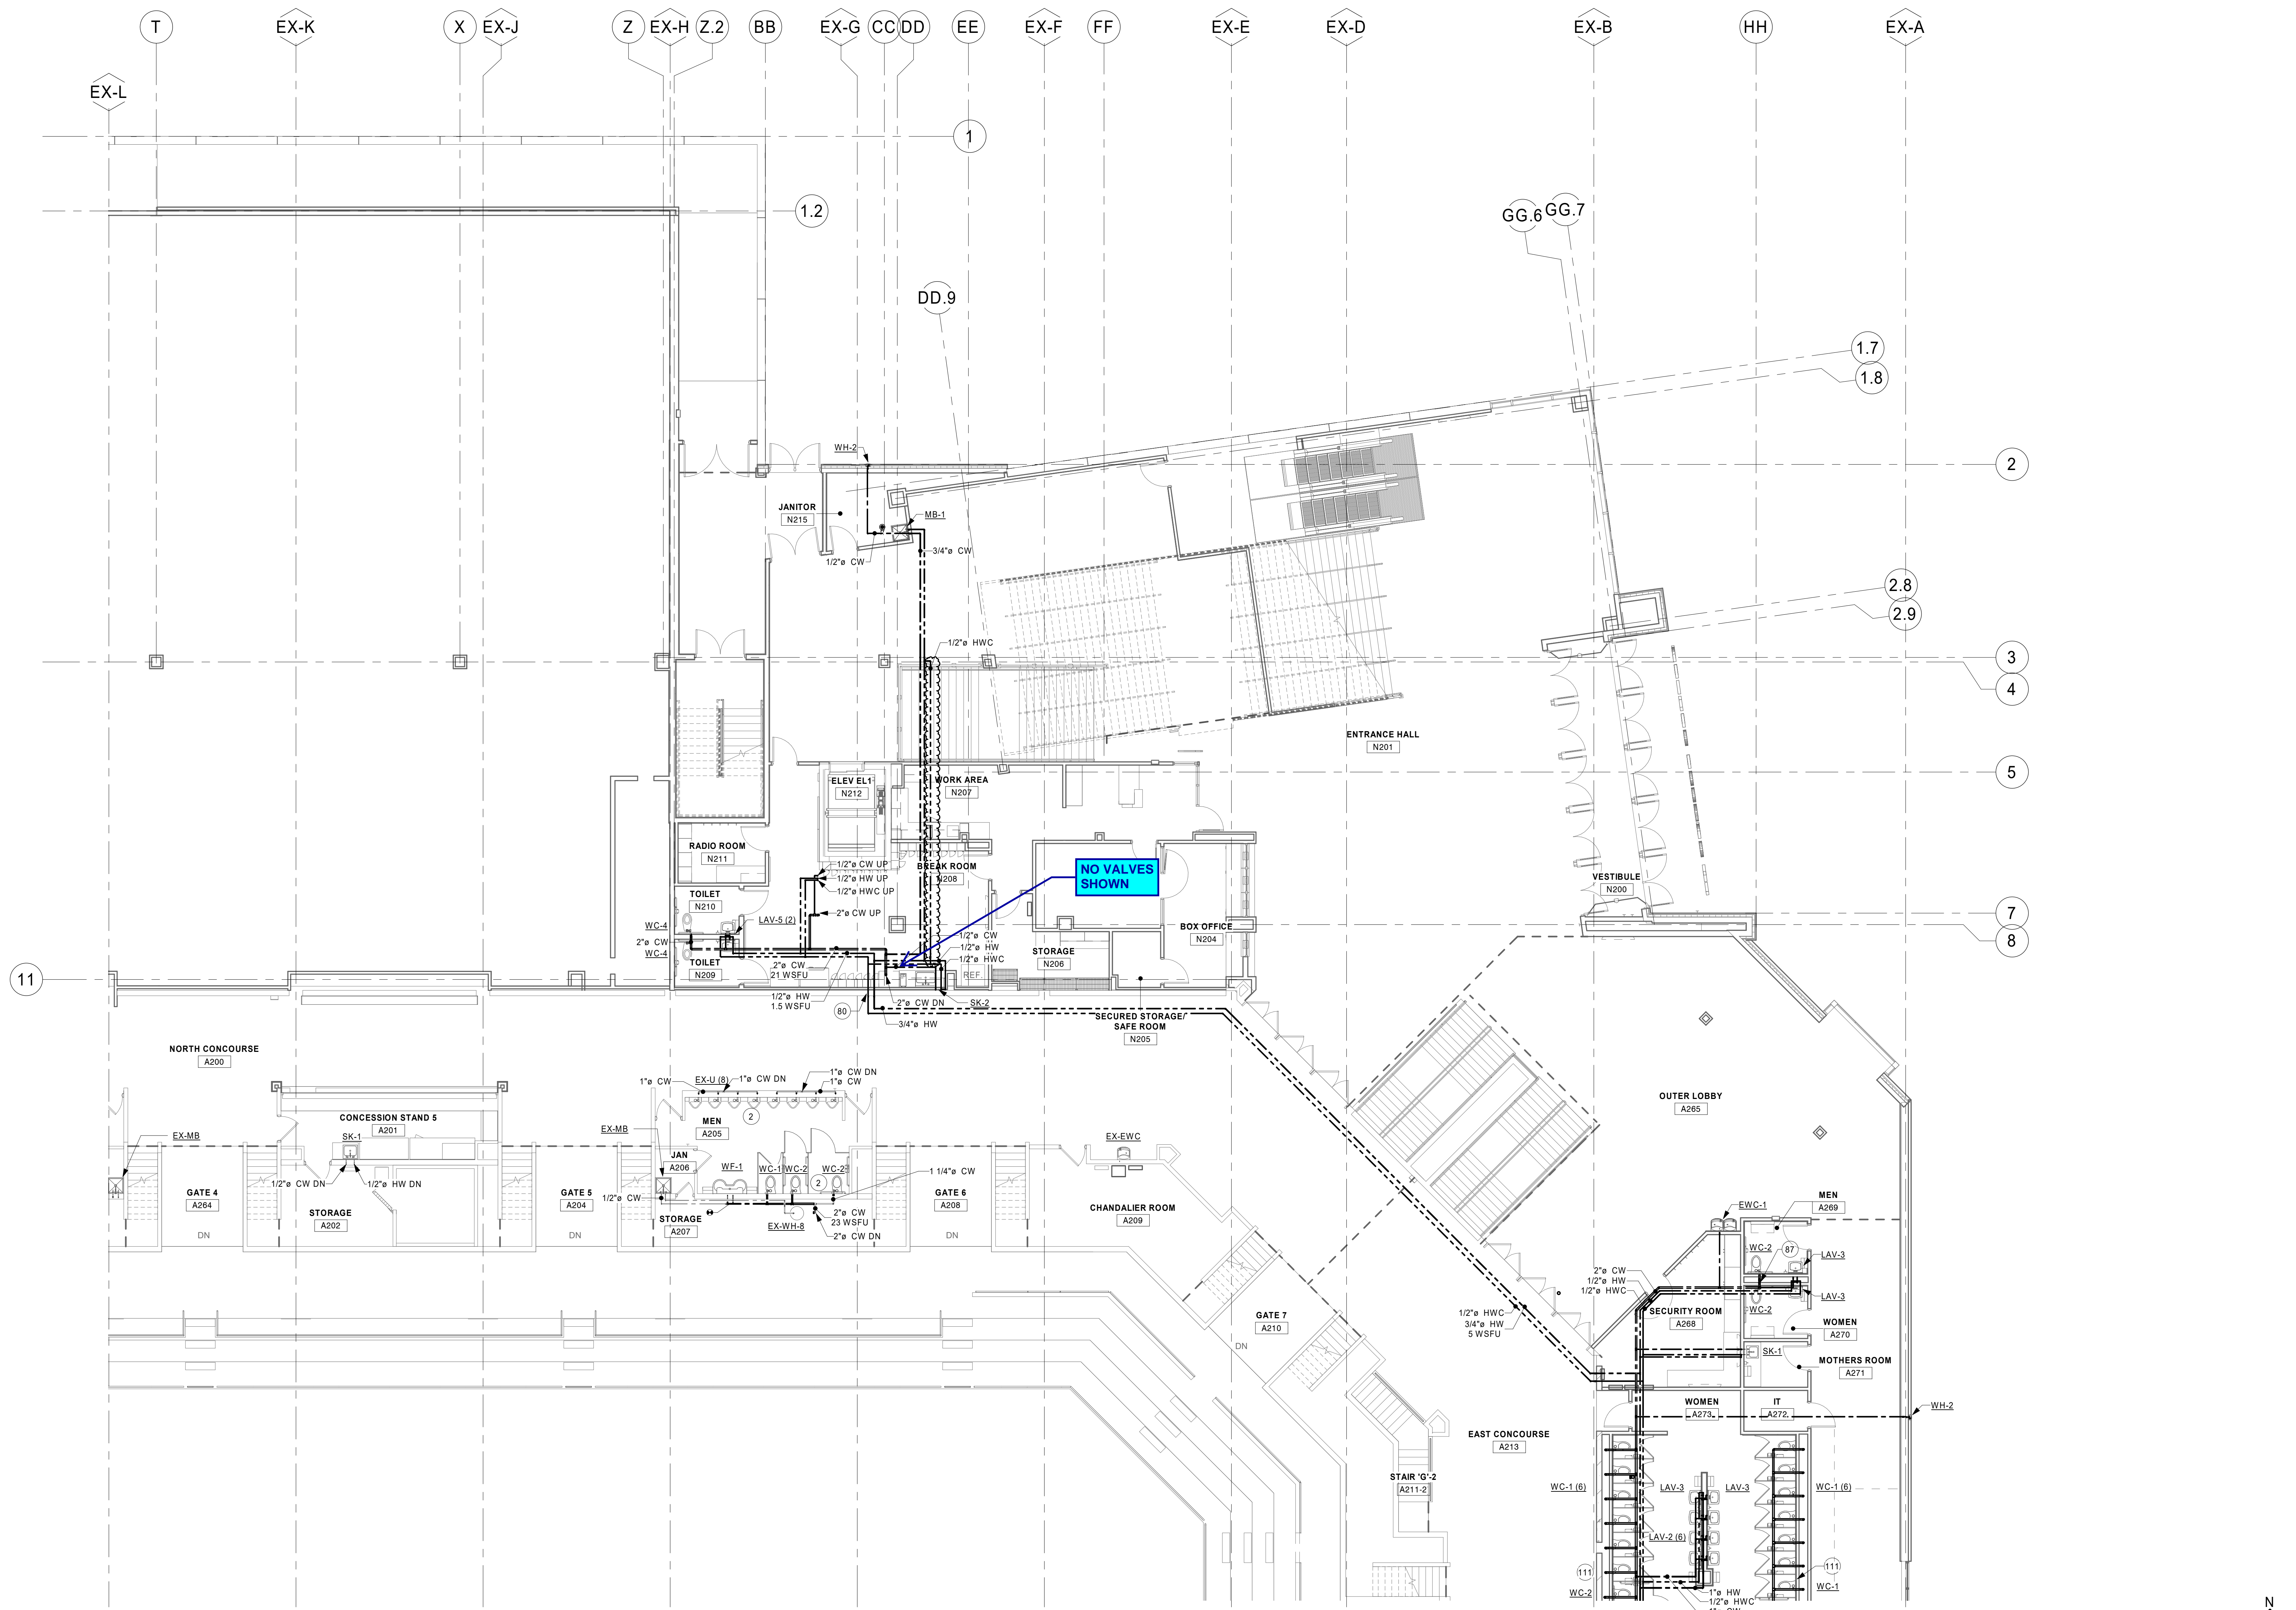 T
EX-K
X
EX-J
Z
EX-H
Z.2
BB
EX-G
CC
DD
EE
EX-F
FF
EX-E
EX-D
EX-B
HH
EX-A
EX-L
1
1.2
GG.6
GG.7
DD.9
1.7
1.8
WH-2
2
JANITOR
N215
MB-1
3/4"ø CW
1/2"ø CW
2.8
2.9
1/2"ø HWC
3
4
ENTRANCE HALL
N201
5
ELEV EL1
N212
WORK AREA
N207
RADIO ROOM
N211
1/2"ø CW UP
1/2"ø HW UP
1/2"ø HWC UP
BREAK ROOM
N208
NO VALVES
SHOWN
VESTIBULE
N200
TOILET
N210
LAV-5 (2)
2"ø CW UP
WC-4
2"ø CW
WC-4
TOILET
N209
7
8
BOX OFFICE
N204
1/2"ø CW
1/2"ø HW
1/2"ø HWC
STORAGE
N206
11
2"ø CW
21 WSFU
REF.
1/2"ø HW
1.5 WSFU
2"ø CW DN
SK-2
80
3/4"ø HW
SECURED STORAGE/
SAFE ROOM
N205
NORTH CONCOURSE
A200
1"ø CW
EX-U (8)
1"ø CW DN
1"ø CW DN
1"ø CW
OUTER LOBBY
A265
CONCESSION STAND 5
A201
SK-1
EX-MB
EX-MB
MEN
A205
2
EX-EWC
JAN
A206
WF-1
WC-1
WC-2
WC-2
2
1 1/4"ø CW
1/2"ø CW DN
1/2"ø HW DN
GATE 4
A264
STORAGE
A202
GATE 5
A204
1/2"ø CW
STORAGE
A207
EX-WH-8
2"ø CW
23 WSFU
2"ø CW DN
GATE 6
A208
CHANDALIER ROOM
A209
DN
DN
DN
EWC-1
MEN
A269
WC-2
87
LAV-3
2"ø CW
1/2"ø HW
1/2"ø HWC
LAV-3
WC-2
SECURITY ROOM
A268
WOMEN
A270
GATE 7
A210
DN
1/2"ø HWC
3/4"ø HW
5 WSFU
SK-1
MOTHERS ROOM
A271
WOMEN
A273
IT
A272
WH-2
EAST CONCOURSE
A213
STAIR 'G'-2
A211-2
WC-1 (6)
LAV-3
LAV-3
WC-1 (6)
LAV-2 (6)
111
111
WC-2
WC-1
1"ø HW
1/2"ø HWC
N